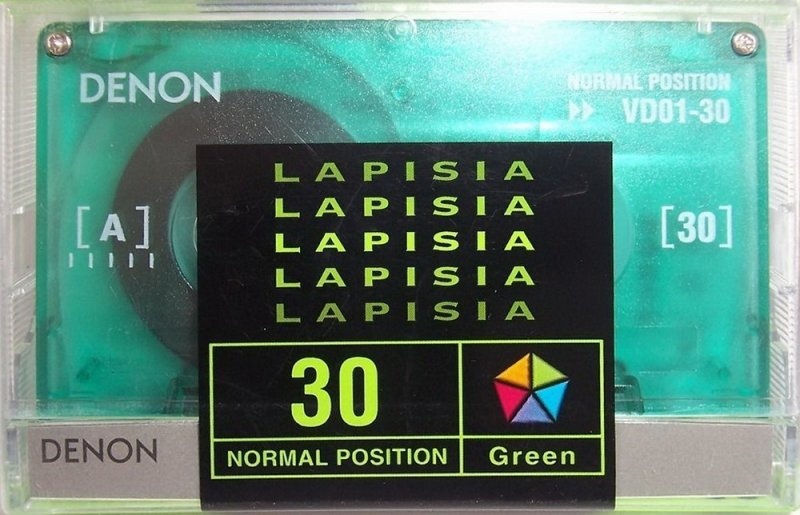 DENON
NORMAL POSITION
VD01-30
[A]
[30]
LAPISIA
LAPISIA
LAPISIA
LAPISIA
LAPISIA
30
NORMAL POSITION
Green
DENON